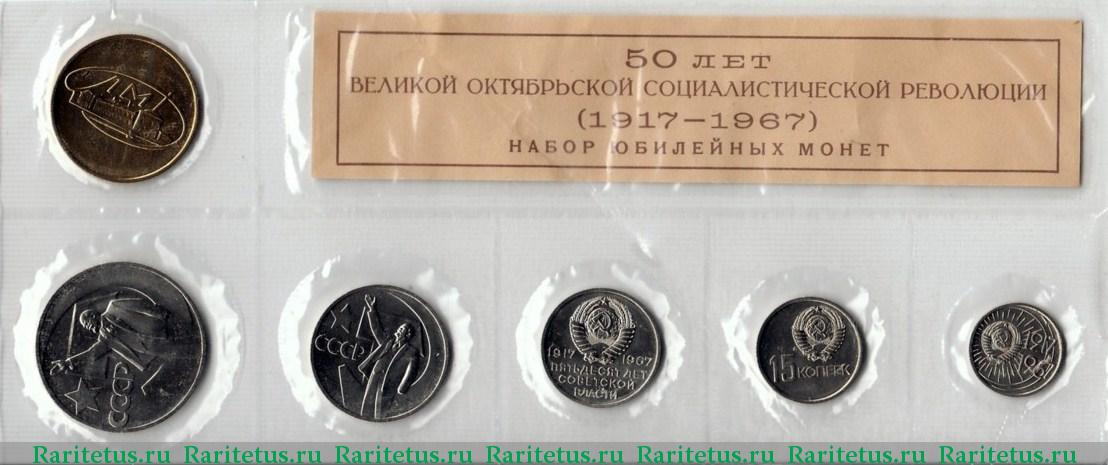 50 ЛЕТ
ВЕЛИКОЙ ОКТЯБРЬСКОЙ СОЦИАЛИСТИЧЕСКОЙ РЕВОЛЮЦИИ
(1917—1967)
НАБОР ЮБИЛЕЙНЫХ МОНЕТ
СССР
СССР
1917 1967
ПЯТЬДЕСЯТ ЛЕТ
СОВЕТСКОЙ
ВЛАСТИ
15 КОПЕЕК
1917
Raritetus.ru Raritetus.ru Raritetus.ru Raritetus.ru Raritetus.ru Raritetus.ru Raritetus.ru